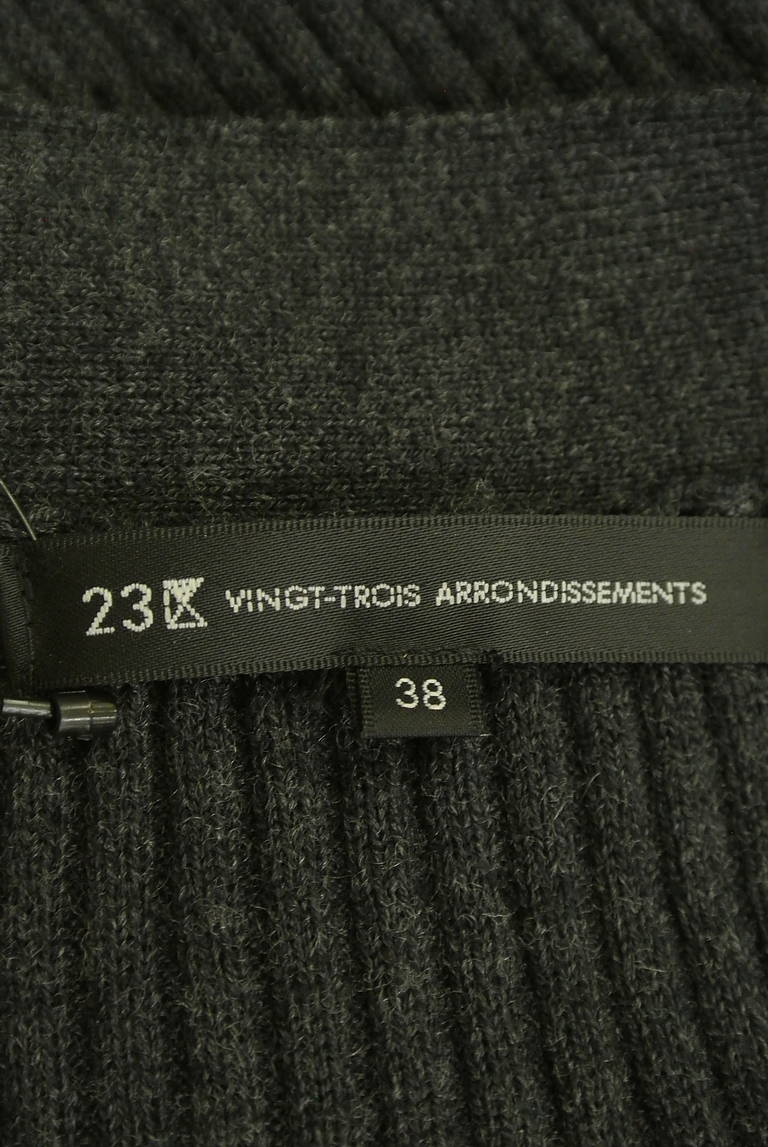 23区 VINGT-TROIS ARRONDISSEMENTS
38